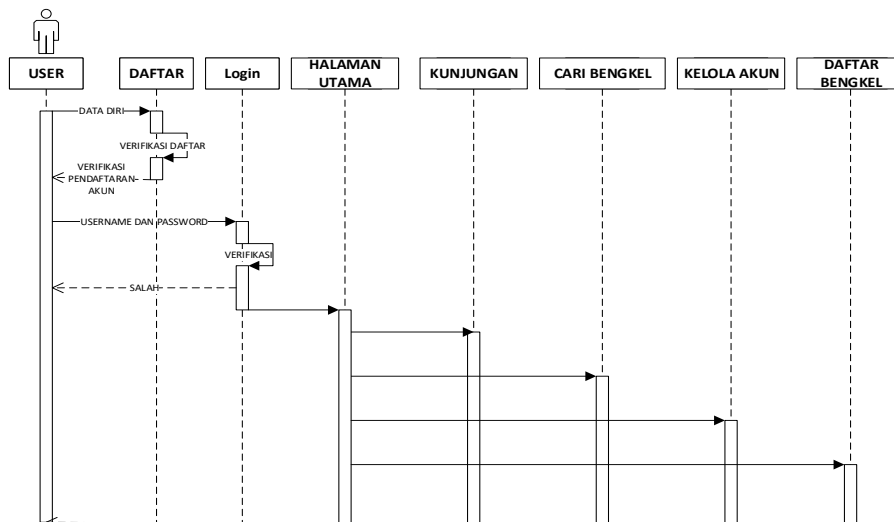 USER
DAFTAR
Login
HALAMAN
UTAMA
KUNJUNGAN
CARI BENGKEL
KELOLA AKUN
DAFTAR
BENGKEL
DATA DIRI
VERIFIKASI DAFTAR
VERIFIKASI
PENDAFTARAN
AKUN
USERNAME DAN PASSWORD
VERIFIKASI
SALAH